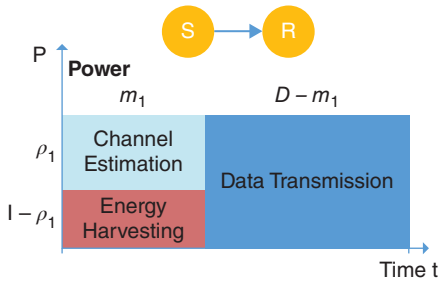 S R
P
Power
m1 D – m1
ρ1
Channel
Estimation
Data Transmission
I – ρ1
Energy
Harvesting
Time t